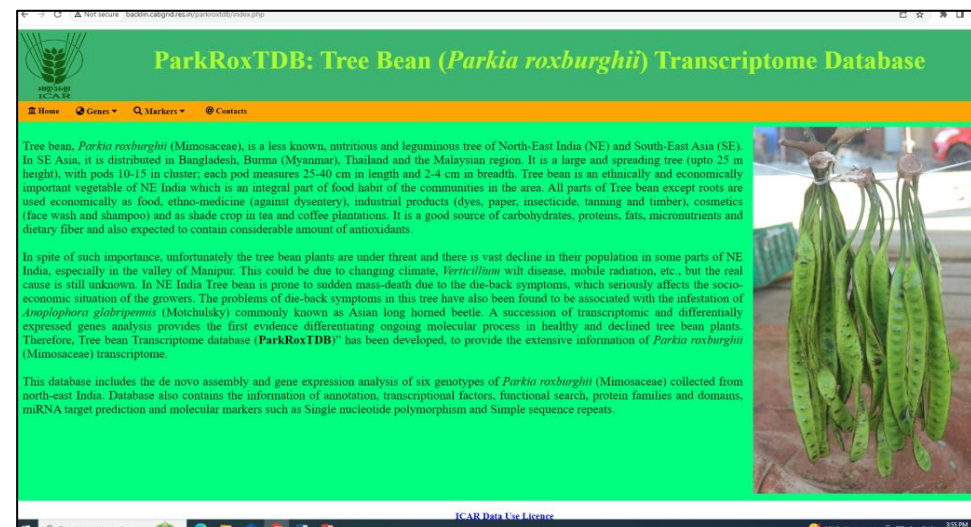 Not secure backlin.cabgrid.res.in/parkroxtdb/index.php
ParkRoxTDB: Tree Bean (Parkia roxburghii) Transcriptome Database
ICAR
Home Genes Markers Contacts
Tree bean, Parkia roxburghii (Mimosaceae), is a less known, nutritious and leguminous tree of North-East India (NE) and South-East Asia (SE).
In SE Asia, it is distributed in Bangladesh, Burma (Myanmar), Thailand and the Malaysian region. It is a large and spreading tree (upto 25 m
height), with pods 10-15 in cluster; each pod measures 25-40 cm in length and 2-4 cm in breadth. Tree bean is an ethnically and economically
important vegetable of NE India which is an integral part of food habit of the communities in the area. All parts of Tree bean except roots are
used economically as food, ethno-medicine (against dysentery), industrial products (dyes, paper, insecticide, tanning and timber), cosmetics
(face wash and shampoo) and as shade crop in tea and coffee plantations. It is a good source of carbohydrates, proteins, fats, micronutrients and
dietary fiber and also expected to contain considerable amount of antioxidants.
In spite of such importance, unfortunately the tree bean plants are under threat and there is vast decline in their population in some parts of NE
India, especially in the valley of Manipur. This could be due to changing climate, Verticillium wilt disease, mobile radiation, etc., but the real
cause is still unknown. In NE India Tree bean is prone to sudden mass-death due to the die-back symptoms, which seriously affects the socio-
economic situation of the growers. The problems of die-back symptoms in this tree have also been found to be associated with the infestation of
Anoplophora glabripennis (Motchulsky) commonly known as Asian long horned beetle. A succession of transcriptomic and differentially
expressed genes analysis provides the first evidence differentiating ongoing molecular process in healthy and declined tree bean plants.
Therefore, Tree bean Transcriptome database (ParkRoxTDB)" has been developed, to provide the extensive information of Parkia roxburghii
(Mimosaceae) transcriptome.
This database includes the de novo assembly and gene expression analysis of six genotypes of Parkia roxburghii (Mimosaceae) collected from
north-east India. Database also contains the information of annotation, transcriptional factors, functional search, protein families and domains,
miRNA target prediction and molecular markers such as Single nucleotide polymorphism and Simple sequence repeats.
ICAR Data Use Licence
3:55 PM